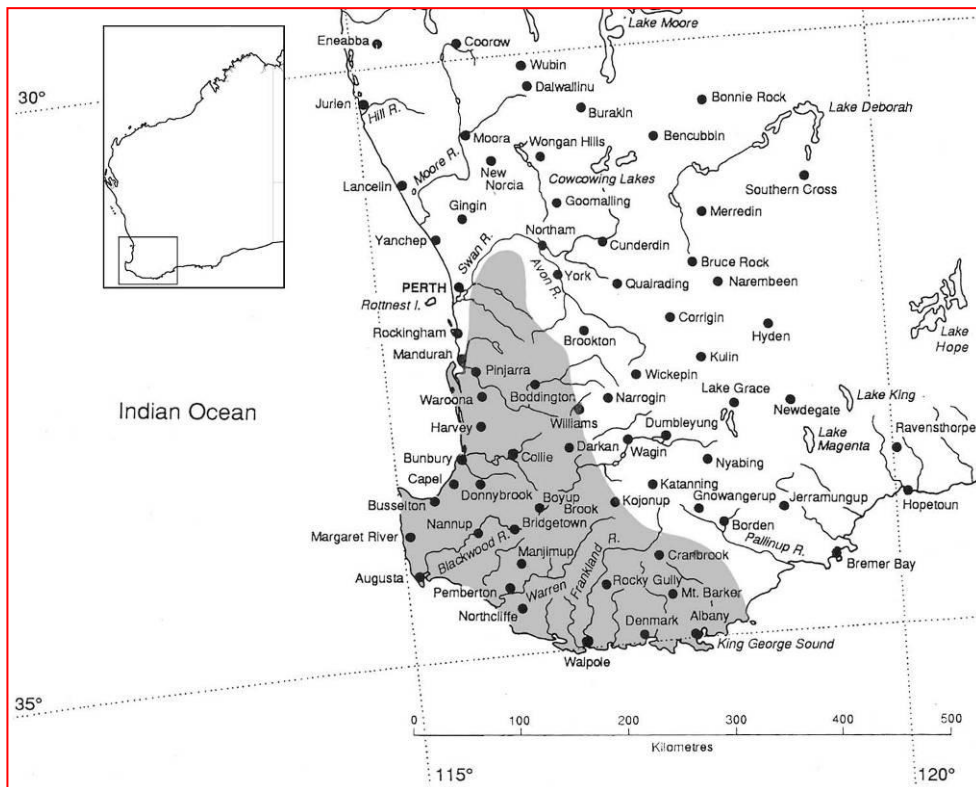 Lake Moore
Eneabba
Coorow
Wubin
30°
Dalwallinu
Jurien
Hill R.
Burakin
Bonnie Rock
Lake Deborah
Moora
Wongan Hills
Bencubbin
Moore R.
New
Norcia
Cowcowing Lakes
Southern Cross
Lancelin
Goomalling
Gingin
Merredin
Yanchep
Swan R.
Northam
Cunderdin
Avon R.
York
Bruce Rock
PERTH
Quairading
Narembeen
Rottnest I.
Corrigin
Hyden
Lake
Hope
Rockingham
Brookton
Mandurah
Kulin
Pinjarra
Wickepin
Lake Grace
Waroona
Boddington
Narrogin
Newdegate
Lake King
Indian Ocean
Williams
Dumbleyung
Ravensthorpe
Harvey
Darkan
Wagin
Lake
Magenta
Bunbury
Collie
Nyabing
Capel
Donnybrook
Katanning
Boyup
Brook
Kojonup
Gnowangerup
Jerramungup
Hopetoun
Busselton
Nannup
Bridgetown
Borden
Margaret River
Blackwood R.
Frankland R.
Pallinup R.
Manjimup
Cranbrook
Bremer Bay
Augusta
Pemberton
Warren
Rocky Gully
Mt. Barker
Northcliffe
Denmark
Albany
King George Sound
Walpole
35°
0 100 200 300 400 500
Kilometres
115°
120°